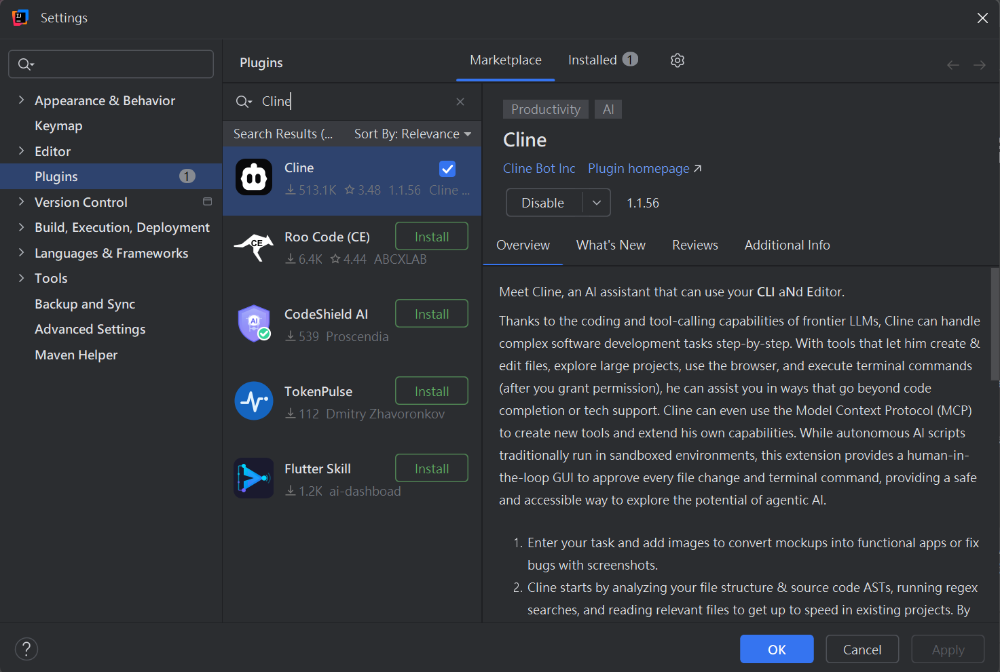 Settings
Appearance & Behavior
Keymap
Editor
Plugins 1
Version Control
Build, Execution, Deployment
Languages & Frameworks
Tools
Backup and Sync
Advanced Settings
Maven Helper
Plugins
Marketplace
Installed 1
Cline
Search Results (... Sort By: Relevance
Cline
513.1K 3.48 1.1.56 Cline ...
Roo Code (CE) Install
CE
6.4K 4.44 ABCXLAB
CodeShield AI Install
AI
539 Proscendia
TokenPulse Install
112 Dmitry Zhavoronkov
Flutter Skill Install
1.2K ai-dashboad
Productivity AI
Cline
Cline Bot Inc Plugin homepage
Disable 1.1.56
Overview What's New Reviews Additional Info
Meet Cline, an AI assistant that can use your CLI aNd Editor.
Thanks to the coding and tool-calling capabilities of frontier LLMs, Cline can handle
complex software development tasks step-by-step. With tools that let him create &
edit files, explore large projects, use the browser, and execute terminal commands
(after you grant permission), he can assist you in ways that go beyond code
completion or tech support. Cline can even use the Model Context Protocol (MCP)
to create new tools and extend his own capabilities. While autonomous AI scripts
traditionally run in sandboxed environments, this extension provides a human-in-
the-loop GUI to approve every file change and terminal command, providing a safe
and accessible way to explore the potential of agentic AI.
1. Enter your task and add images to convert mockups into functional apps or fix
bugs with screenshots.
2. Cline starts by analyzing your file structure & source code ASTs, running regex
searches, and reading relevant files to get up to speed in existing projects. By
? OK Cancel Apply